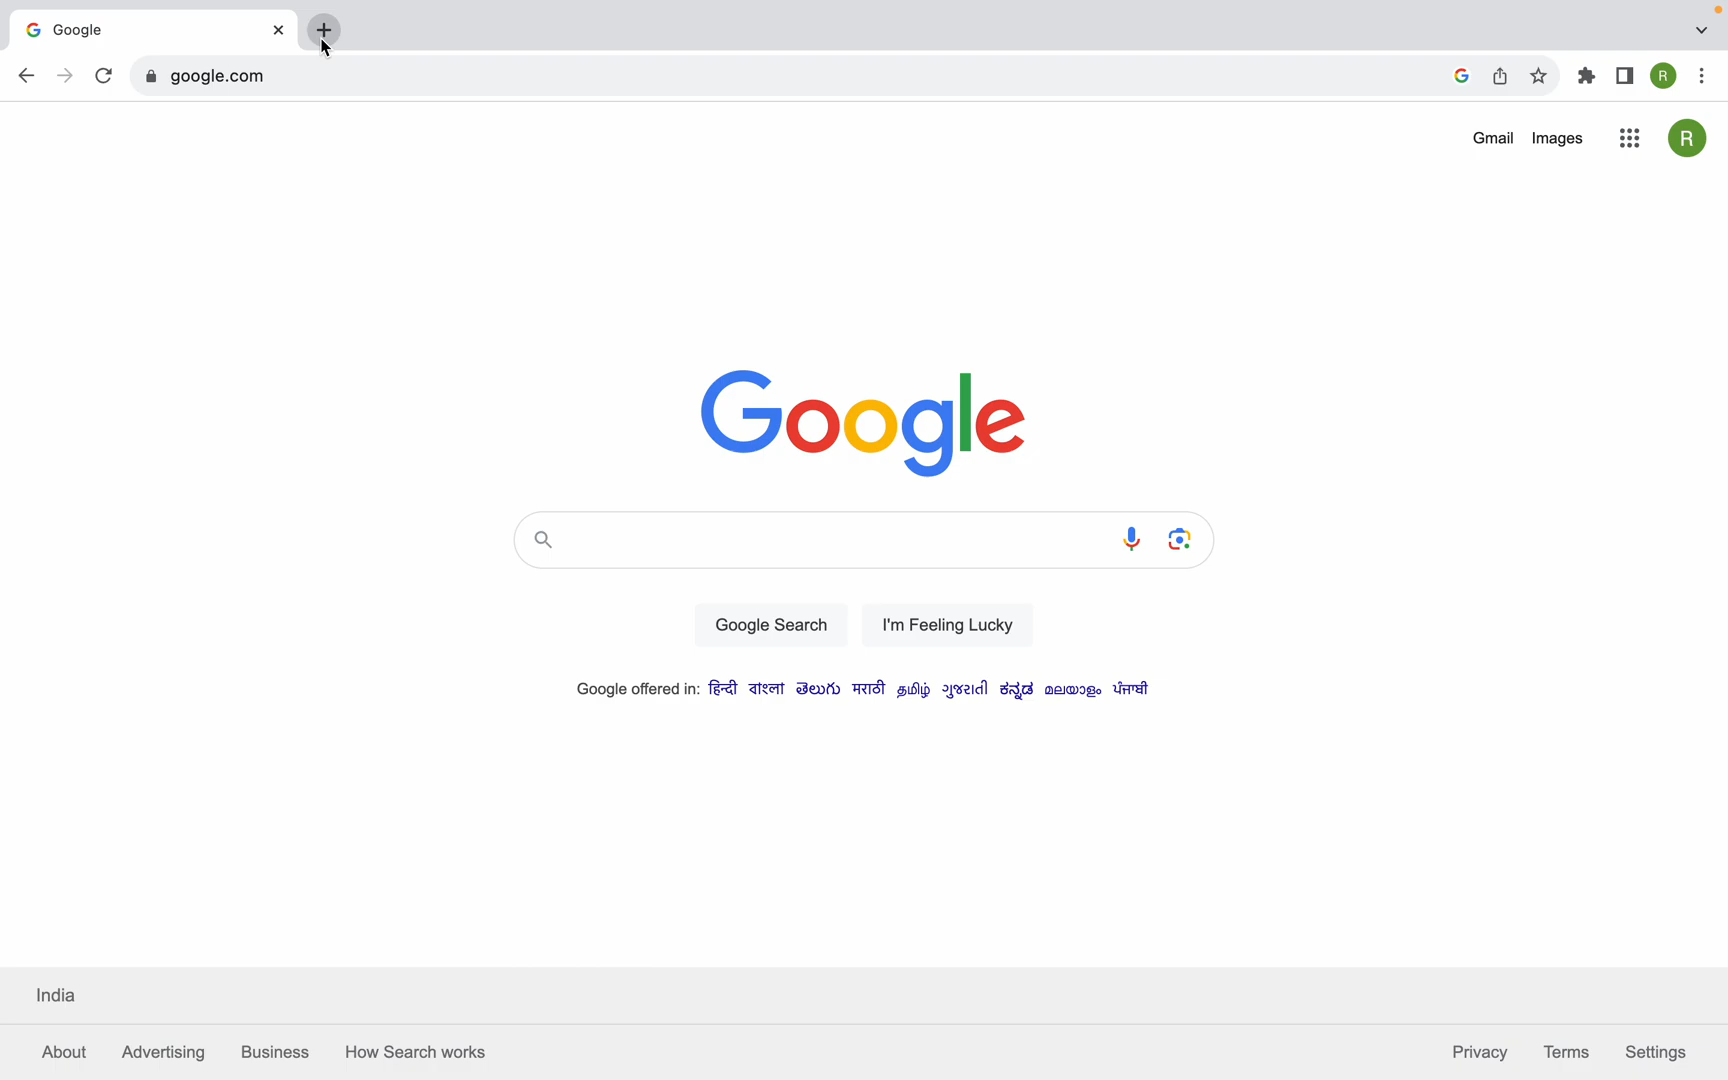 Google
google.com
R
Gmail Images R
Google
Google Search I'm Feeling Lucky
Google offered in: हिन्दी বাংলা తెలుగు मराठी தமிழ் ગુજરાતી ಕನ್ನಡ മലയാളം ਪੰਜਾਬੀ
India
About Advertising Business How Search works Privacy Terms Settings